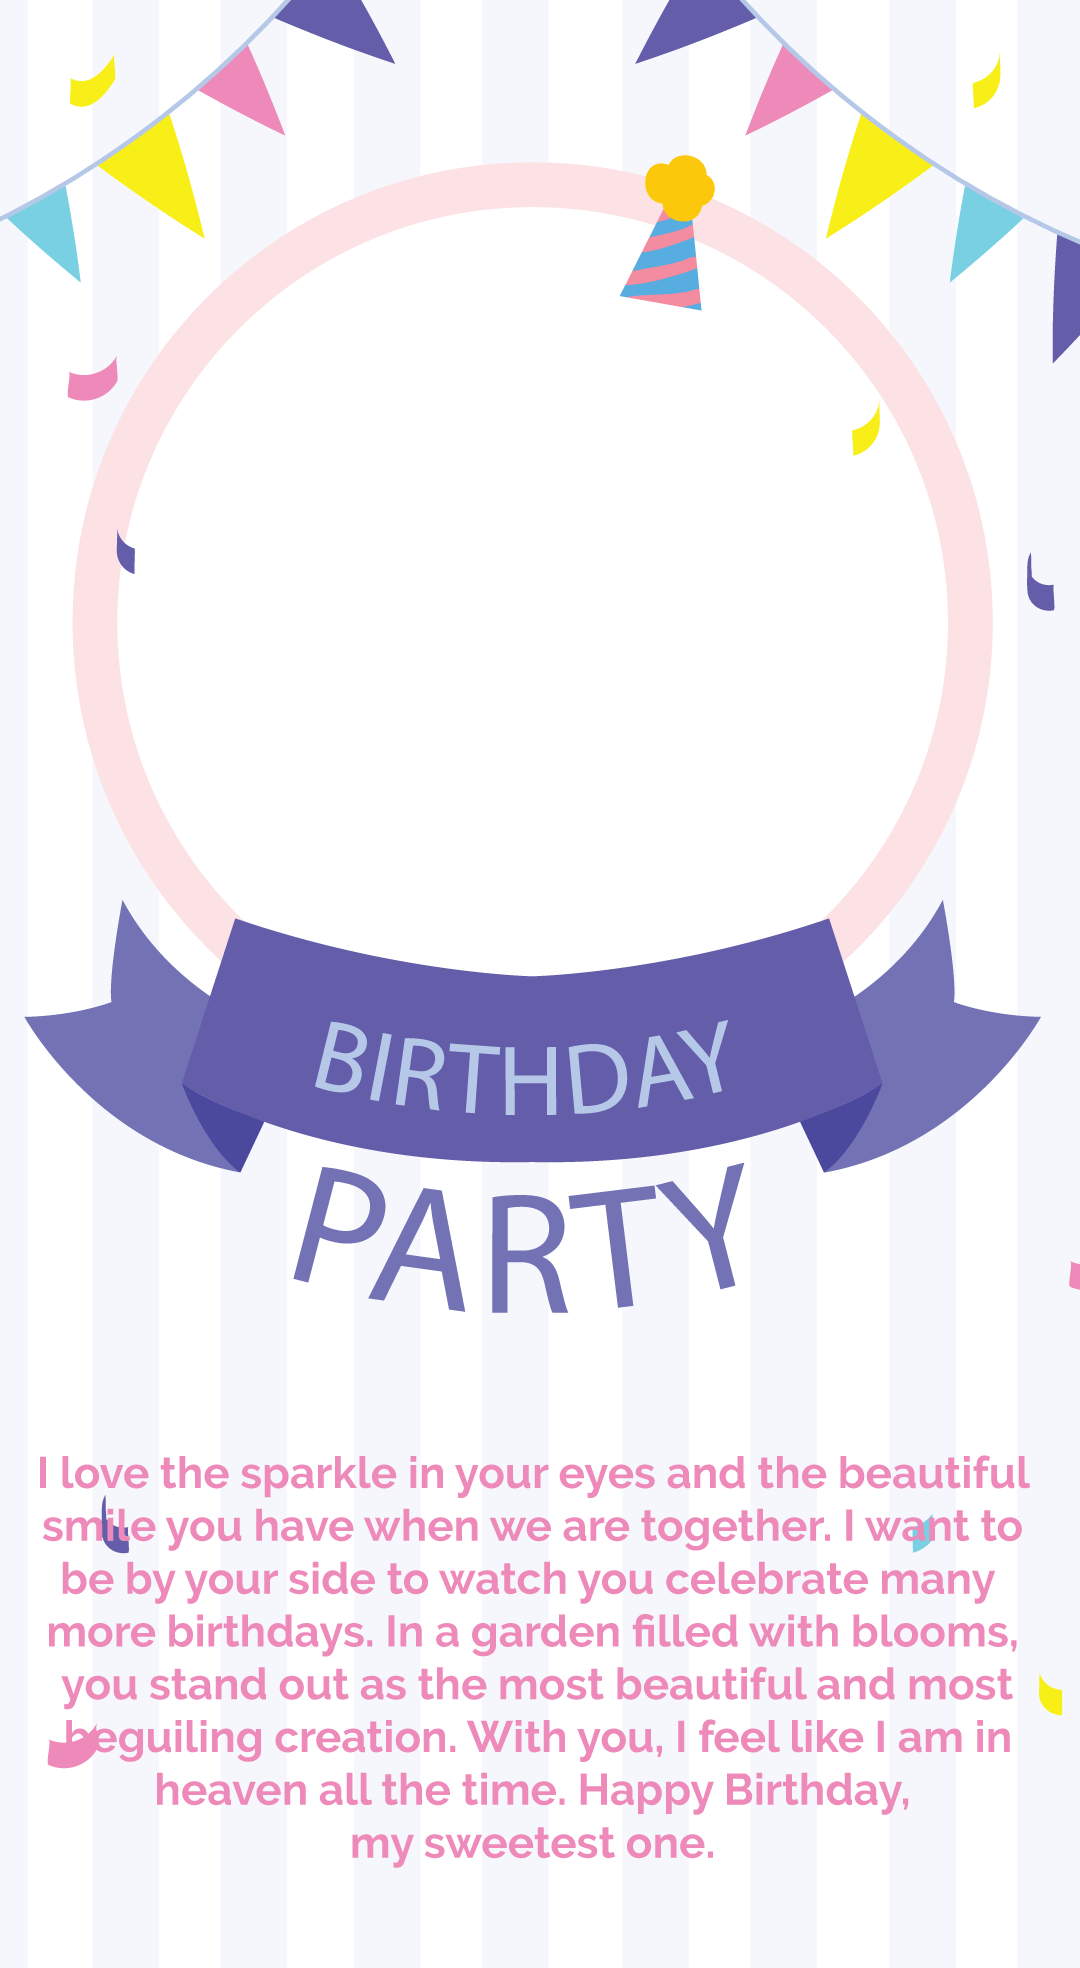 BIRTHDAY
PARTY
I love the sparkle in your eyes and the beautiful
smile you have when we are together. I want to
be by your side to watch you celebrate many
more birthdays. In a garden filled with blooms,
you stand out as the most beautiful and most
beguiling creation. With you, I feel like I am in
heaven all the time. Happy Birthday,
my sweetest one.